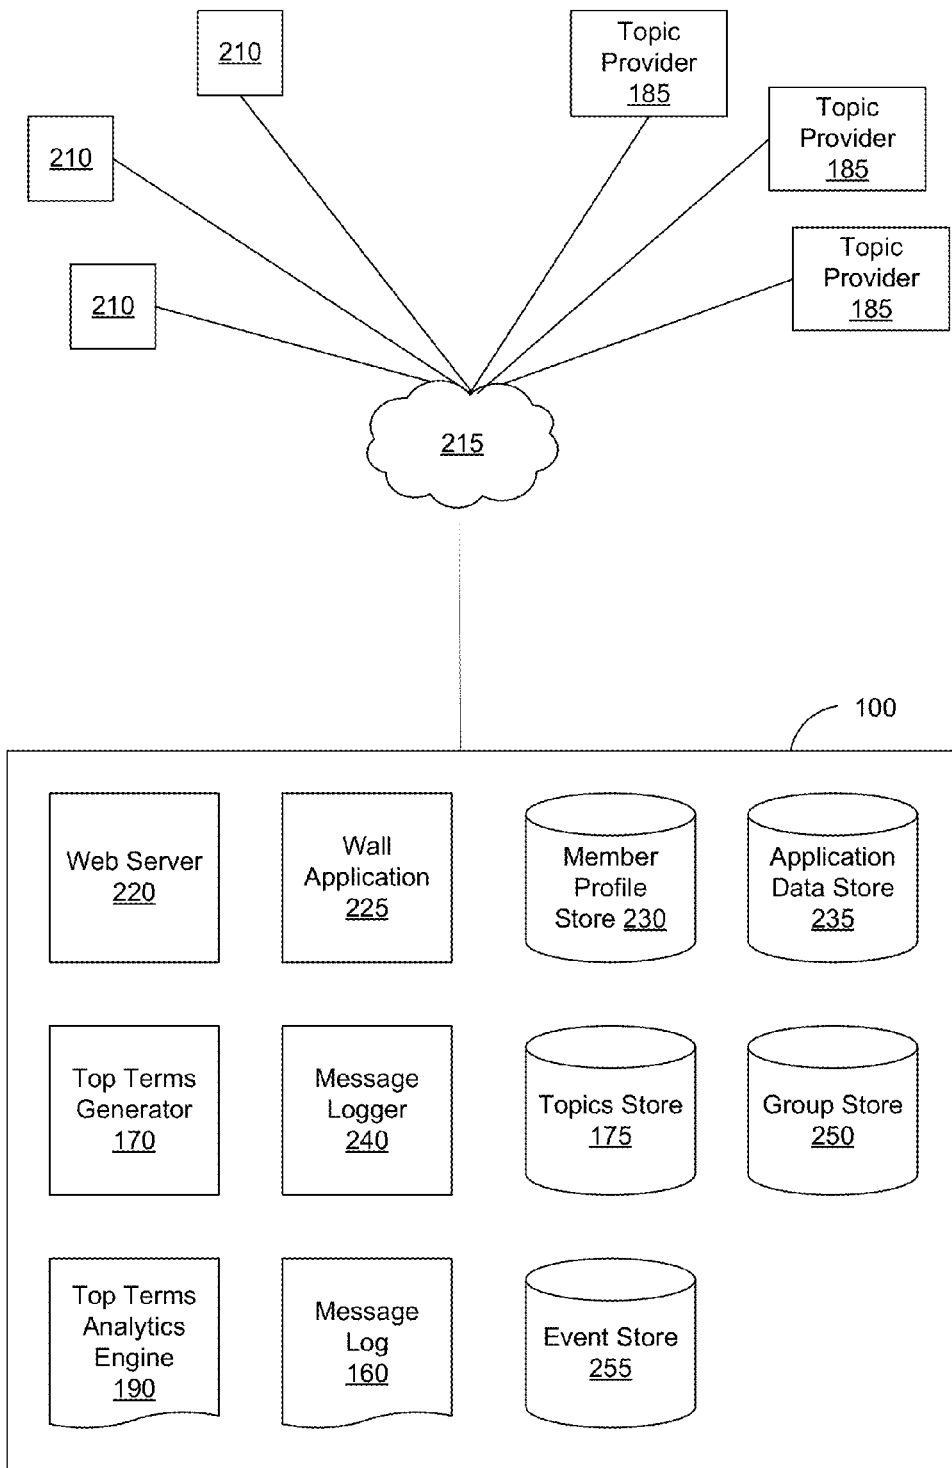 210
210
210
Topic
Provider
185
Topic
Provider
185
Topic
Provider
185
215
100
Web Server
220
Wall
Application
225
Member
Profile
Store 230
Application
Data Store
235
Top Terms
Generator
170
Message
Logger
240
Topics Store
175
Group Store
250
Top Terms
Analytics
Engine
190
Message
Log
160
Event Store
255